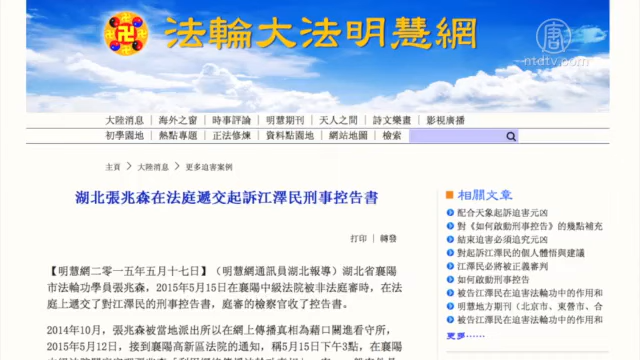 法輪大法明慧網
唐
ntdtv.com
大陸消息 | 海外之窗 | 時事評論 | 明慧期刊 | 天人之間 | 詩文樂畫 | 影視廣播
初學園地 | 熱點專題 | 正法修煉 | 資料點園地 | 網站地圖 | 檢索
主頁 > 大陸消息 > 更多迫害案例
湖北張兆森在法庭遞交起訴江澤民刑事控告書
打印 | 轉發
【明慧網二零一五年五月十七日】（明慧網通訊員湖北報導）湖北省襄陽
市法輪功學員張兆森，2015年5月15日在襄陽中級法院被非法庭審時，在法
庭上遞交了對江澤民的刑事控告書，庭審的檢察官收了控告書。
2014年10月，張兆森被當地派出所以在網上傳播真相為藉口關進看守所，
2015年5月12日，接到襄陽高新區法院的通知，稱5月15日下午3點，在襄陽
相關文章
配合天象起訴迫害元凶
對《如何啟動刑事控告》的幾點補充
結束迫害必須追究元凶
對起訴江澤民的個人體悟與建議
江澤民必將被正義審判
如何啟動刑事控告
被告江澤民在迫害法輪功中的作用和
明慧地方期刊（北京市、東營市、合
被告江澤民在迫害法輪功中的作用和
更多……